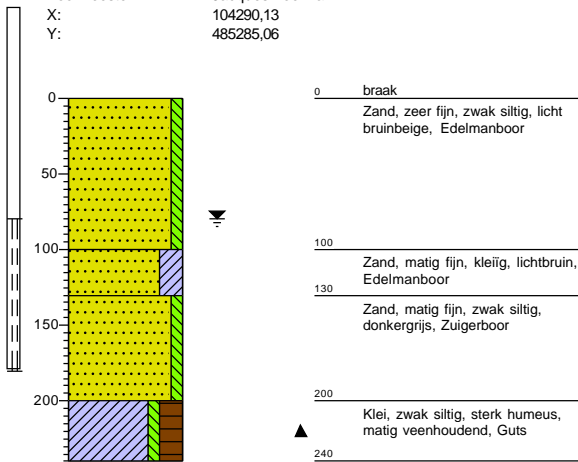 X: 104290,13
Y: 485285,06
0
50
100
150
200
0 braak
Zand, zeer fijn, zwak siltig, licht
bruinbeige, Edelmanboor
100
Zand, matig fijn, kleiïg, lichtbruin,
Edelmanboor
130
Zand, matig fijn, zwak siltig,
donkergrijs, Zuigerboor
200
Klei, zwak siltig, sterk humeus,
matig veenhoudend, Guts
240